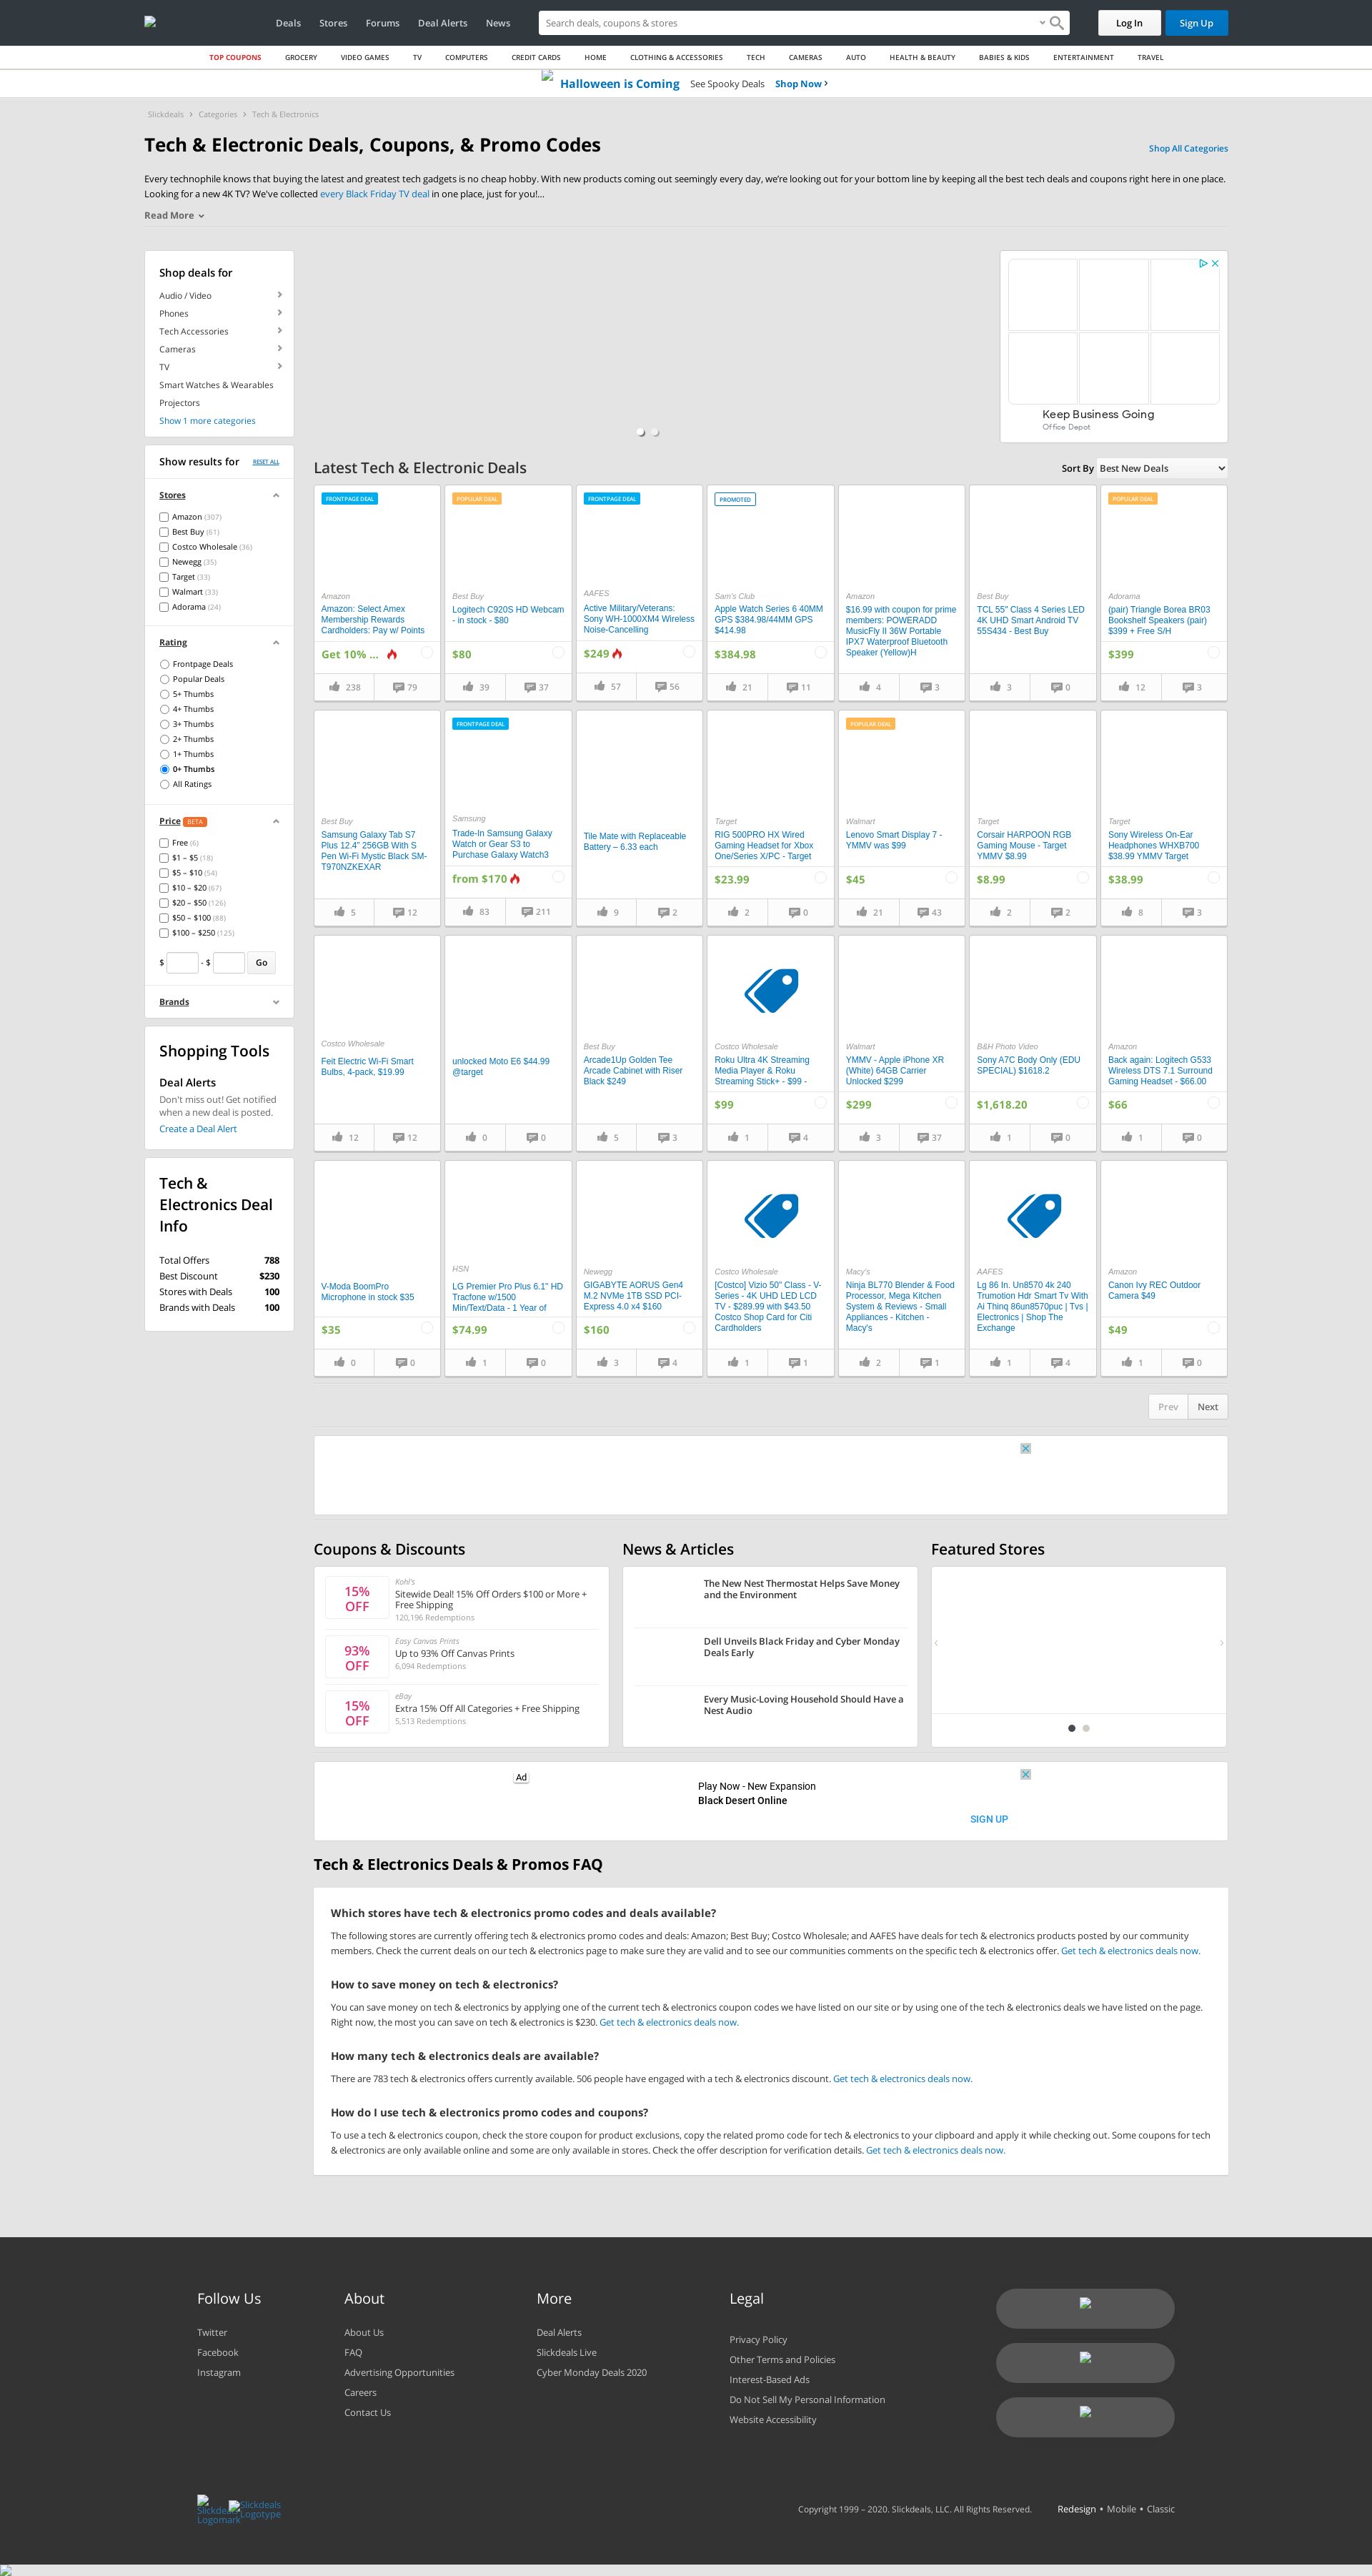 Deals Stores Forums Deal Alerts News Search deals, coupons & stores Log In Sign Up
TOP COUPONS GROCERY VIDEO GAMES TV COMPUTERS CREDIT CARDS HOME CLOTHING & ACCESSORIES TECH CAMERAS AUTO HEALTH & BEAUTY BABIES & KIDS ENTERTAINMENT TRAVEL
Halloween is Coming See Spooky Deals Shop Now
Slickdeals Categories Tech & Electronics
Tech & Electronic Deals, Coupons, & Promo Codes
Shop All Categories
Every technophile knows that buying the latest and greatest tech gadgets is no cheap hobby. With new products coming out seemingly every day, we're looking out for your bottom line by keeping all the best tech deals and coupons right here in one place.
Looking for a new 4K TV? We've collected every Black Friday TV deal in one place, just for you!...
Read More
Shop deals for
Audio / Video
Phones
Tech Accessories
Cameras
TV
Smart Watches & Wearables
Projectors
Show 1 more categories
Keep Business Going
Office Depot
Show results for RESET ALL
Stores
Amazon (307)
Best Buy (61)
Costco Wholesale (36)
Newegg (35)
Target (33)
Walmart (33)
Adorama (24)
Rating
Frontpage Deals
Popular Deals
5+ Thumbs
4+ Thumbs
3+ Thumbs
2+ Thumbs
1+ Thumbs
0+ Thumbs
All Ratings
Price BETA
Free (6)
$1 – $5 (18)
$5 – $10 (54)
$10 – $20 (67)
$20 – $50 (126)
$50 – $100 (88)
$100 – $250 (125)
$ - $ Go
Brands
Shopping Tools
Deal Alerts
Don't miss out! Get notified
when a new deal is posted.
Create a Deal Alert
Tech &
Electronics Deal
Info
Total Offers 788
Best Discount $230
Stores with Deals 100
Brands with Deals 100
Latest Tech & Electronic Deals
Sort By Best New Deals
FRONTPAGE DEAL
Amazon
Amazon: Select Amex
Membership Rewards
Cardholders: Pay w/ Points
Get 10% ...
238 79
POPULAR DEAL
Best Buy
Logitech C920S HD Webcam
- in stock - $80
$80
39 37
FRONTPAGE DEAL
AAFES
Active Military/Veterans:
Sony WH-1000XM4 Wireless
Noise-Cancelling
$249
57 56
PROMOTED
Sam's Club
Apple Watch Series 6 40MM
GPS $384.98/44MM GPS
$414.98
$384.98
21 11
Amazon
$16.99 with coupon for prime
members: POWERADD
MusicFly II 36W Portable
IPX7 Waterproof Bluetooth
Speaker (Yellow)H
4 3
Best Buy
TCL 55" Class 4 Series LED
4K UHD Smart Android TV
55S434 - Best Buy
3 0
POPULAR DEAL
Adorama
(pair) Triangle Borea BR03
Bookshelf Speakers (pair)
$399 + Free S/H
$399
12 3
Best Buy
Samsung Galaxy Tab S7
Plus 12.4" 256GB With S
Pen Wi-Fi Mystic Black SM-
T970NZKEXAR
5 12
FRONTPAGE DEAL
Samsung
Trade-In Samsung Galaxy
Watch or Gear S3 to
Purchase Galaxy Watch3
from $170
83 211
Tile Mate with Replaceable
Battery – 6.33 each
9 2
Target
RIG 500PRO HX Wired
Gaming Headset for Xbox
One/Series X/PC - Target
$23.99
2 0
POPULAR DEAL
Walmart
Lenovo Smart Display 7 -
YMMV was $99
$45
21 43
Target
Corsair HARPOON RGB
Gaming Mouse - Target
YMMV $8.99
$8.99
2 2
Target
Sony Wireless On-Ear
Headphones WHXB700
$38.99 YMMV Target
$38.99
8 3
Costco Wholesale
Feit Electric Wi-Fi Smart
Bulbs, 4-pack, $19.99
12 12
unlocked Moto E6 $44.99
@target
0 0
Best Buy
Arcade1Up Golden Tee
Arcade Cabinet with Riser
Black $249
5 3
Costco Wholesale
Roku Ultra 4K Streaming
Media Player & Roku
Streaming Stick+ - $99 -
$99
1 4
Walmart
YMMV - Apple iPhone XR
(White) 64GB Carrier
Unlocked $299
$299
3 37
B&H Photo Video
Sony A7C Body Only (EDU
SPECIAL) $1618.2
$1,618.20
1 0
Amazon
Back again: Logitech G533
Wireless DTS 7.1 Surround
Gaming Headset - $66.00
$66
1 0
V-Moda BoomPro
Microphone in stock $35
$35
0 0
HSN
LG Premier Pro Plus 6.1" HD
Tracfone w/1500
Min/Text/Data - 1 Year of
$74.99
1 0
Newegg
GIGABYTE AORUS Gen4
M.2 NVMe 1TB SSD PCI-
Express 4.0 x4 $160
$160
3 4
Costco Wholesale
[Costco] Vizio 50" Class - V-
Series - 4K UHD LED LCD
TV - $289.99 with $43.50
Costco Shop Card for Citi
Cardholders
1 1
Macy's
Ninja BL770 Blender & Food
Processor, Mega Kitchen
System & Reviews - Small
Appliances - Kitchen -
Macy's
2 1
AAFES
Lg 86 In. Un8570 4k 240
Trumotion Hdr Smart Tv With
Ai Thinq 86un8570puc | Tvs |
Electronics | Shop The
Exchange
1 4
Amazon
Canon Ivy REC Outdoor
Camera $49
$49
1 0
Prev Next
Coupons & Discounts
15%
OFF
Kohl's
Sitewide Deal! 15% Off Orders $100 or More +
Free Shipping
120,196 Redemptions
93%
OFF
Easy Canvas Prints
Up to 93% Off Canvas Prints
6,094 Redemptions
15%
OFF
eBay
Extra 15% Off All Categories + Free Shipping
5,513 Redemptions
News & Articles
The New Nest Thermostat Helps Save Money
and the Environment
Dell Unveils Black Friday and Cyber Monday
Deals Early
Every Music-Loving Household Should Have a
Nest Audio
Featured Stores
Ad
Play Now - New Expansion
Black Desert Online
SIGN UP
Tech & Electronics Deals & Promos FAQ
Which stores have tech & electronics promo codes and deals available?
The following stores are currently offering tech & electronics promo codes and deals: Amazon; Best Buy; Costco Wholesale; and AAFES have deals for tech & electronics products posted by our community
members. Check the current deals on our tech & electronics page to make sure they are valid and to see our communities comments on the specific tech & electronics offer. Get tech & electronics deals now.
How to save money on tech & electronics?
You can save money on tech & electronics by applying one of the current tech & electronics coupon codes we have listed on our site or by using one of the tech & electronics deals we have listed on the page.
Right now, the most you can save on tech & electronics is $230. Get tech & electronics deals now.
How many tech & electronics deals are available?
There are 783 tech & electronics offers currently available. 506 people have engaged with a tech & electronics discount. Get tech & electronics deals now.
How do I use tech & electronics promo codes and coupons?
To use a tech & electronics coupon, check the store coupon for product exclusions, copy the related promo code for tech & electronics to your clipboard and apply it while checking out. Some coupons for tech
& electronics are only available online and some are only available in stores. Check the offer description for verification details. Get tech & electronics deals now.
Follow Us
Twitter
Facebook
Instagram
About
About Us
FAQ
Advertising Opportunities
Careers
Contact Us
More
Deal Alerts
Slickdeals Live
Cyber Monday Deals 2020
Legal
Privacy Policy
Other Terms and Policies
Interest-Based Ads
Do Not Sell My Personal Information
Website Accessibility
Slickdeals
Logomark
Slickdeals
Logotype
Copyright 1999 – 2020. Slickdeals, LLC. All Rights Reserved. Redesign • Mobile • Classic